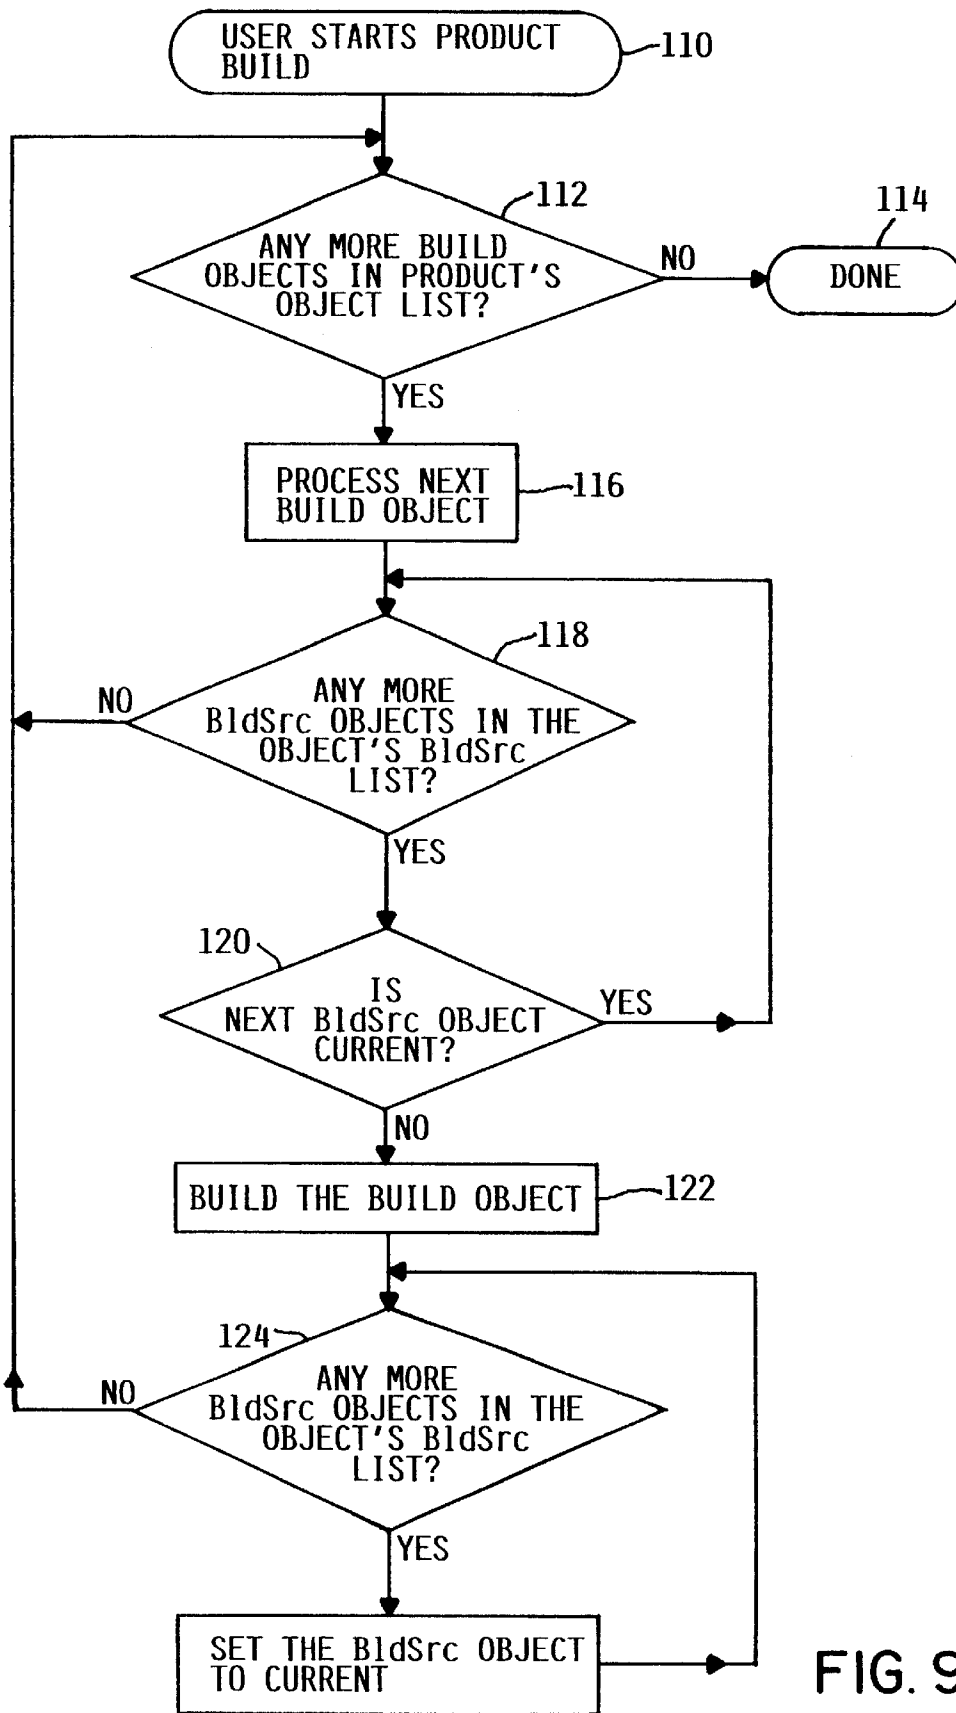 USER STARTS PRODUCT
BUILD
110
112
ANY MORE BUILD
OBJECTS IN PRODUCT'S
OBJECT LIST?
NO
114
DONE
YES
PROCESS NEXT
BUILD OBJECT
116
118
NO
ANY MORE
BldSrc OBJECTS IN THE
OBJECT'S BldSrc
LIST?
YES
120
IS
NEXT BldSrc OBJECT
CURRENT?
YES
NO
BUILD THE BUILD OBJECT
122
124
NO
ANY MORE
BldSrc OBJECTS IN THE
OBJECT'S BldSrc
LIST?
YES
SET THE BldSrc OBJECT
TO CURRENT
FIG. 9